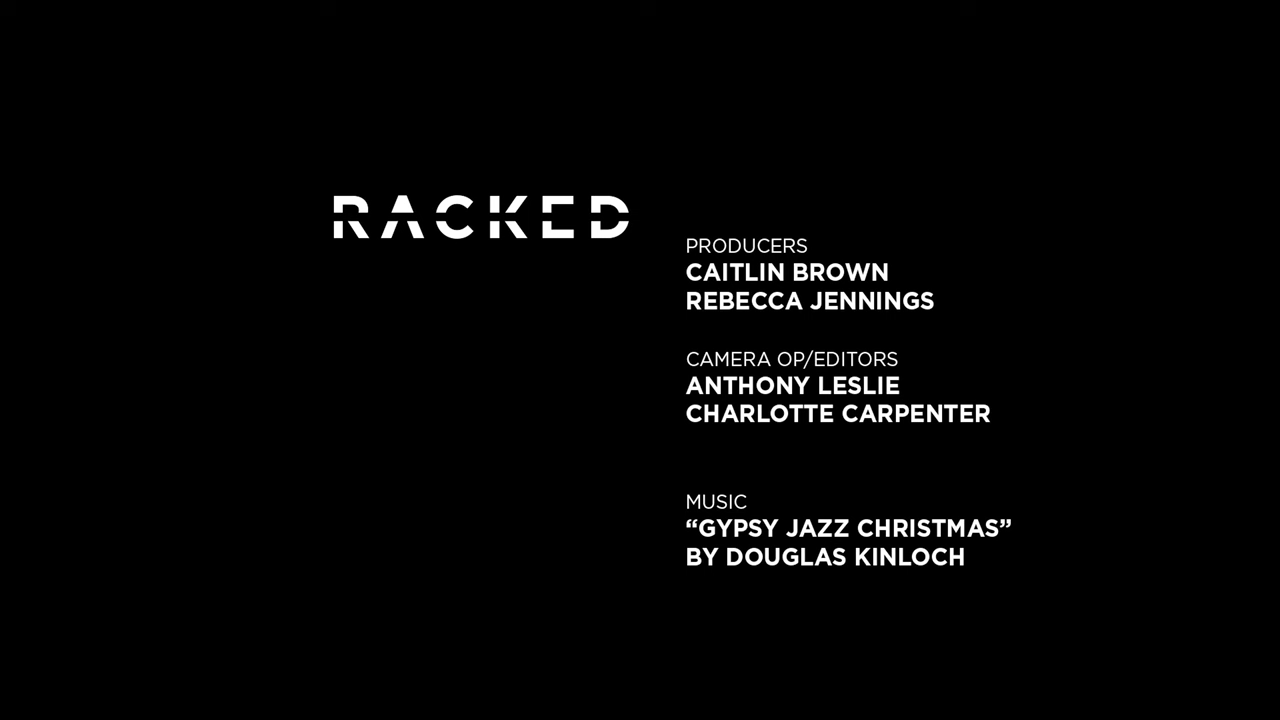 RACKED
PRODUCERS
CAITLIN BROWN
REBECCA JENNINGS
CAMERA OP/EDITORS
ANTHONY LESLIE
CHARLOTTE CARPENTER
MUSIC
“GYPSY JAZZ CHRISTMAS”
BY DOUGLAS KINLOCH